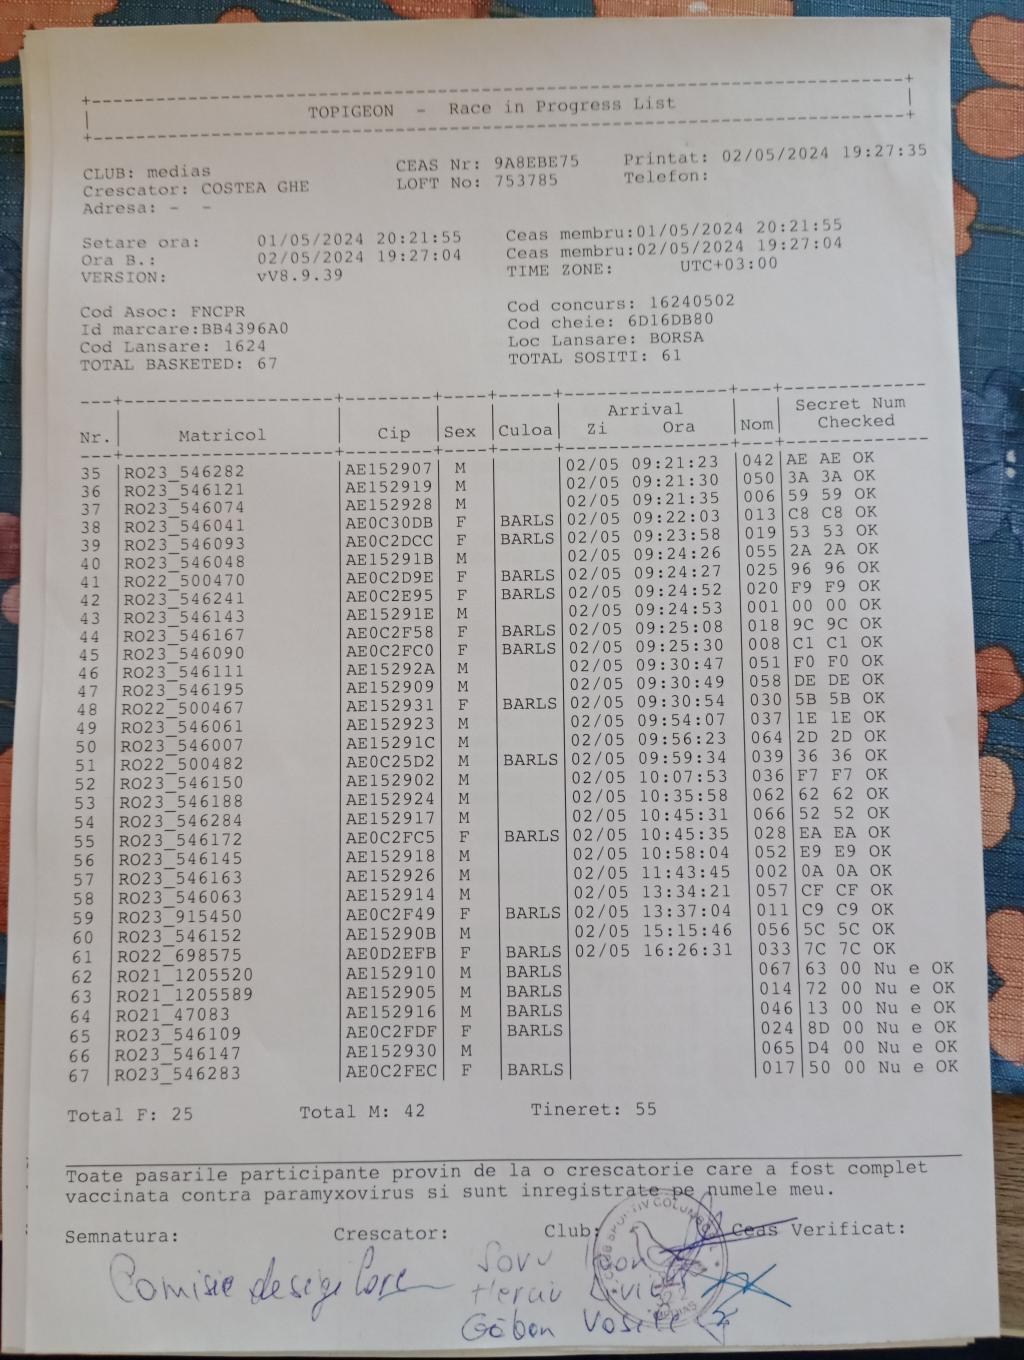 TOPIGEON - Race in Progress List
CLUB: medias CEAS Nr: 9A8EBE75 Printat: 02/05/2024 19:27:35
Crescator: COSTEA GHE LOFT No: 753785 Telefon:
Adresa: - -
Setare ora: 01/05/2024 20:21:55 Ceas membru:01/05/2024 20:21:55
Ora B.: 02/05/2024 19:27:04 Ceas membru:02/05/2024 19:27:04
VERSION: vV8.9.39 TIME ZONE: UTC+03:00
Cod Asoc: FNCPR Cod concurs: 16240502
Id marcare:BB4396A0 Cod cheie: 6D16DB80
Cod Lansare: 1624 Loc Lansare: BORSA
TOTAL BASKETED: 67 TOTAL SOSITI: 61
Arrival Secret Num
Nr. Matricol Cip Sex Culoa Zi Ora Nom Checked
35 RO23_546282 AE152907 M 02/05 09:21:23 042 AE AE OK
36 RO23_546121 AE152919 M 02/05 09:21:30 050 3A 3A OK
37 RO23_546074 AE152928 M 02/05 09:21:35 006 59 59 OK
38 RO23_546041 AE0C30DB F BARLS 02/05 09:22:03 013 C8 C8 OK
39 RO23_546093 AE0C2DCC F BARLS 02/05 09:23:58 019 53 53 OK
40 RO23_546048 AE15291B M 02/05 09:24:26 055 2A 2A OK
41 RO22_500470 AE0C2D9E F BARLS 02/05 09:24:27 025 96 96 OK
42 RO23_546241 AE0C2E95 F BARLS 02/05 09:24:52 020 F9 F9 OK
43 RO23_546143 AE15291E M 02/05 09:24:53 001 00 00 OK
44 RO23_546167 AE0C2F58 F BARLS 02/05 09:25:08 018 9C 9C OK
45 RO23_546090 AE0C2FC0 F BARLS 02/05 09:25:30 008 C1 C1 OK
46 RO23_546111 AE15292A M 02/05 09:30:47 051 F0 F0 OK
47 RO23_546195 AE152909 M 02/05 09:30:49 058 DE DE OK
48 RO22_500467 AE152931 F BARLS 02/05 09:30:54 030 5B 5B OK
49 RO23_546061 AE152923 M 02/05 09:54:07 037 1E 1E OK
50 RO23_546007 AE15291C M 02/05 09:56:23 064 2D 2D OK
51 RO22_500482 AE0C25D2 M BARLS 02/05 09:59:34 039 36 36 OK
52 RO23_546150 AE152902 M 02/05 10:07:53 036 F7 F7 OK
53 RO23_546188 AE152924 M 02/05 10:35:58 062 62 62 OK
54 RO23_546284 AE152917 M 02/05 10:45:31 066 52 52 OK
55 RO23_546172 AE0C2FC5 F BARLS 02/05 10:45:35 028 EA EA OK
56 RO23_546145 AE152918 M 02/05 10:58:04 052 E9 E9 OK
57 RO23_546163 AE152926 M 02/05 11:43:45 002 0A 0A OK
58 RO23_546063 AE152914 M 02/05 13:34:21 057 CF CF OK
59 RO23_915450 AE0C2F49 F BARLS 02/05 13:37:04 011 C9 C9 OK
60 RO23_546152 AE15290B M 02/05 15:15:46 056 5C 5C OK
61 RO22_698575 AE0D2EFB F BARLS 02/05 16:26:31 033 7C 7C OK
62 RO21_1205520 AE152910 M BARLS 067 63 00 Nu e OK
63 RO21_1205589 AE152905 M BARLS 014 72 00 Nu e OK
64 RO21_47083 AE152916 M BARLS 046 13 00 Nu e OK
65 RO23_546109 AE0C2FDF F BARLS 024 8D 00 Nu e OK
66 RO23_546147 AE152930 M 065 D4 00 Nu e OK
67 RO23_546283 AE0C2FEC F BARLS 017 50 00 Nu e OK
Total F: 25 Total M: 42 Tineret: 55
Toate pasarile participante provin de la o crescatorie care a fost complet
vaccinata contra paramyxovirus si sunt inregistrate pe numele meu.
Semnatura: Crescator: Club: Ceas Verificat:
Comisie de
Vasile